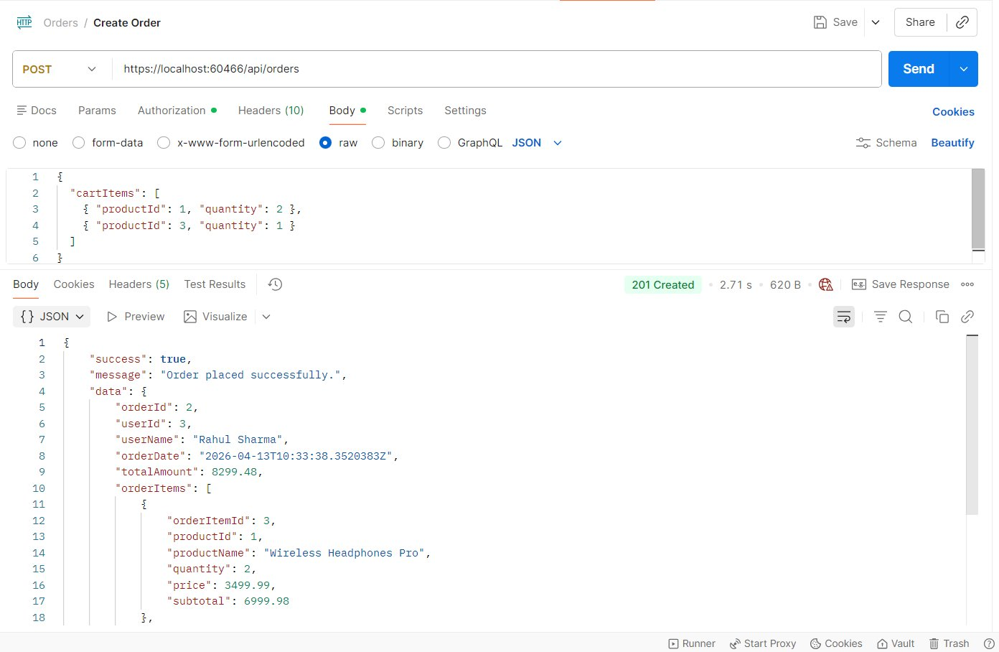 HTTP Orders / Create Order Save Share
POST https://localhost:60466/api/orders Send
Docs Params Authorization Headers (10) Body Scripts Settings Cookies
none form-data x-www-form-urlencoded raw binary GraphQL JSON Schema Beautify
1 {
2 "cartItems": [
3 { "productId": 1, "quantity": 2 },
4 { "productId": 3, "quantity": 1 }
5 ]
6 }
Body Cookies Headers (5) Test Results 201 Created 2.71 s 620 B e.g. Save Response
{} JSON Preview Visualize
1 {
2 "success": true,
3 "message": "Order placed successfully.",
4 "data": {
5 "orderId": 2,
6 "userId": 3,
7 "userName": "Rahul Sharma",
8 "orderDate": "2026-04-13T10:33:38.3520383Z",
9 "totalAmount": 8299.48,
10 "orderItems": [
11 {
12 "orderItemId": 3,
13 "productId": 1,
14 "productName": "Wireless Headphones Pro",
15 "quantity": 2,
16 "price": 3499.99,
17 "subtotal": 6999.98
18 },
Runner Start Proxy Cookies Vault Trash